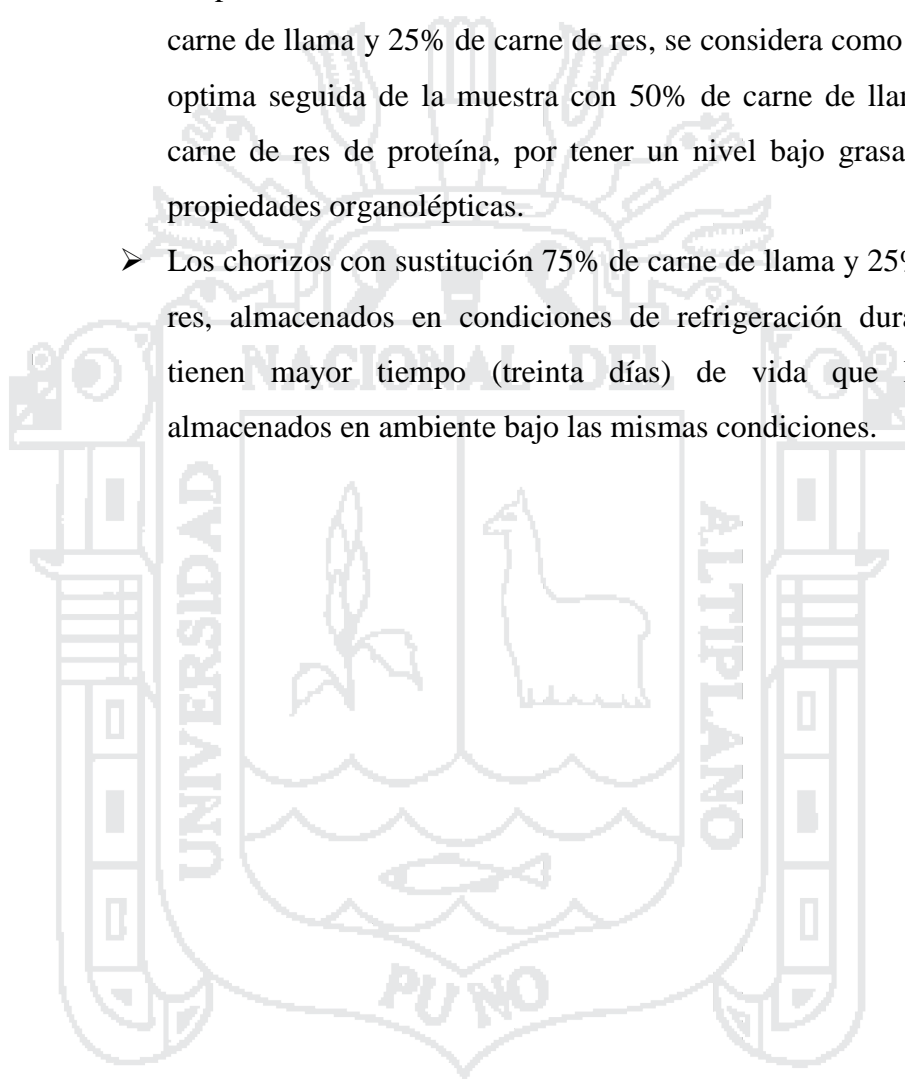 carne de llama y 25% de carne de res, se considera como
optima seguida de la muestra con 50% de carne de
carne de res de proteína, por tener un nivel bajo grasa
propiedades organolépticas.
➢ Los chorizos con sustitución 75% de carne de llama y
res, almacenados en condiciones de refrigeración
tienen mayor tiempo (treinta días) de vida que
almacenados en ambiente bajo las mismas condiciones.
NACIONAL DEL
UNIVERSIDAD
ALTIPLANO
PUNO